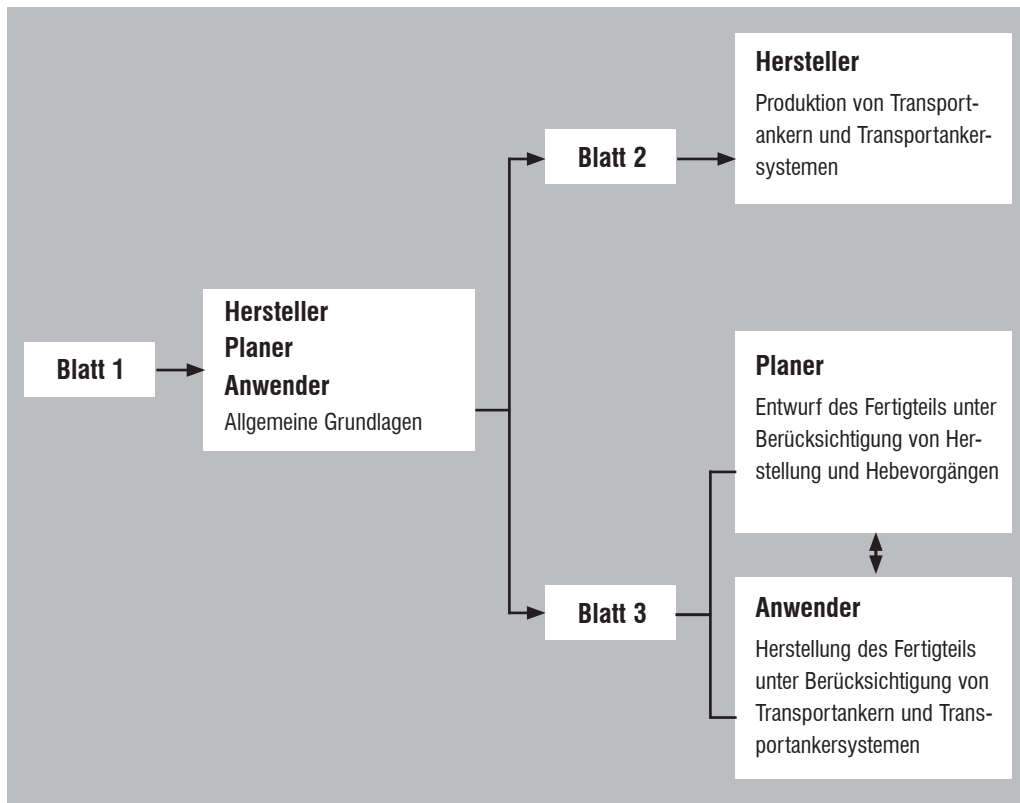 Blatt 1
Hersteller
Planer
Anwender
Allgemeine Grundlagen
Blatt 2
Hersteller
Produktion von Transport-
ankern und Transportanker-
systemen
Blatt 3
Planer
Entwurf des Fertigteils unter
Berücksichtigung von Her-
stellung und Hebevorgängen
Anwender
Herstellung des Fertigteils
unter Berücksichtigung von
Transportankern und Trans-
portankersystemen